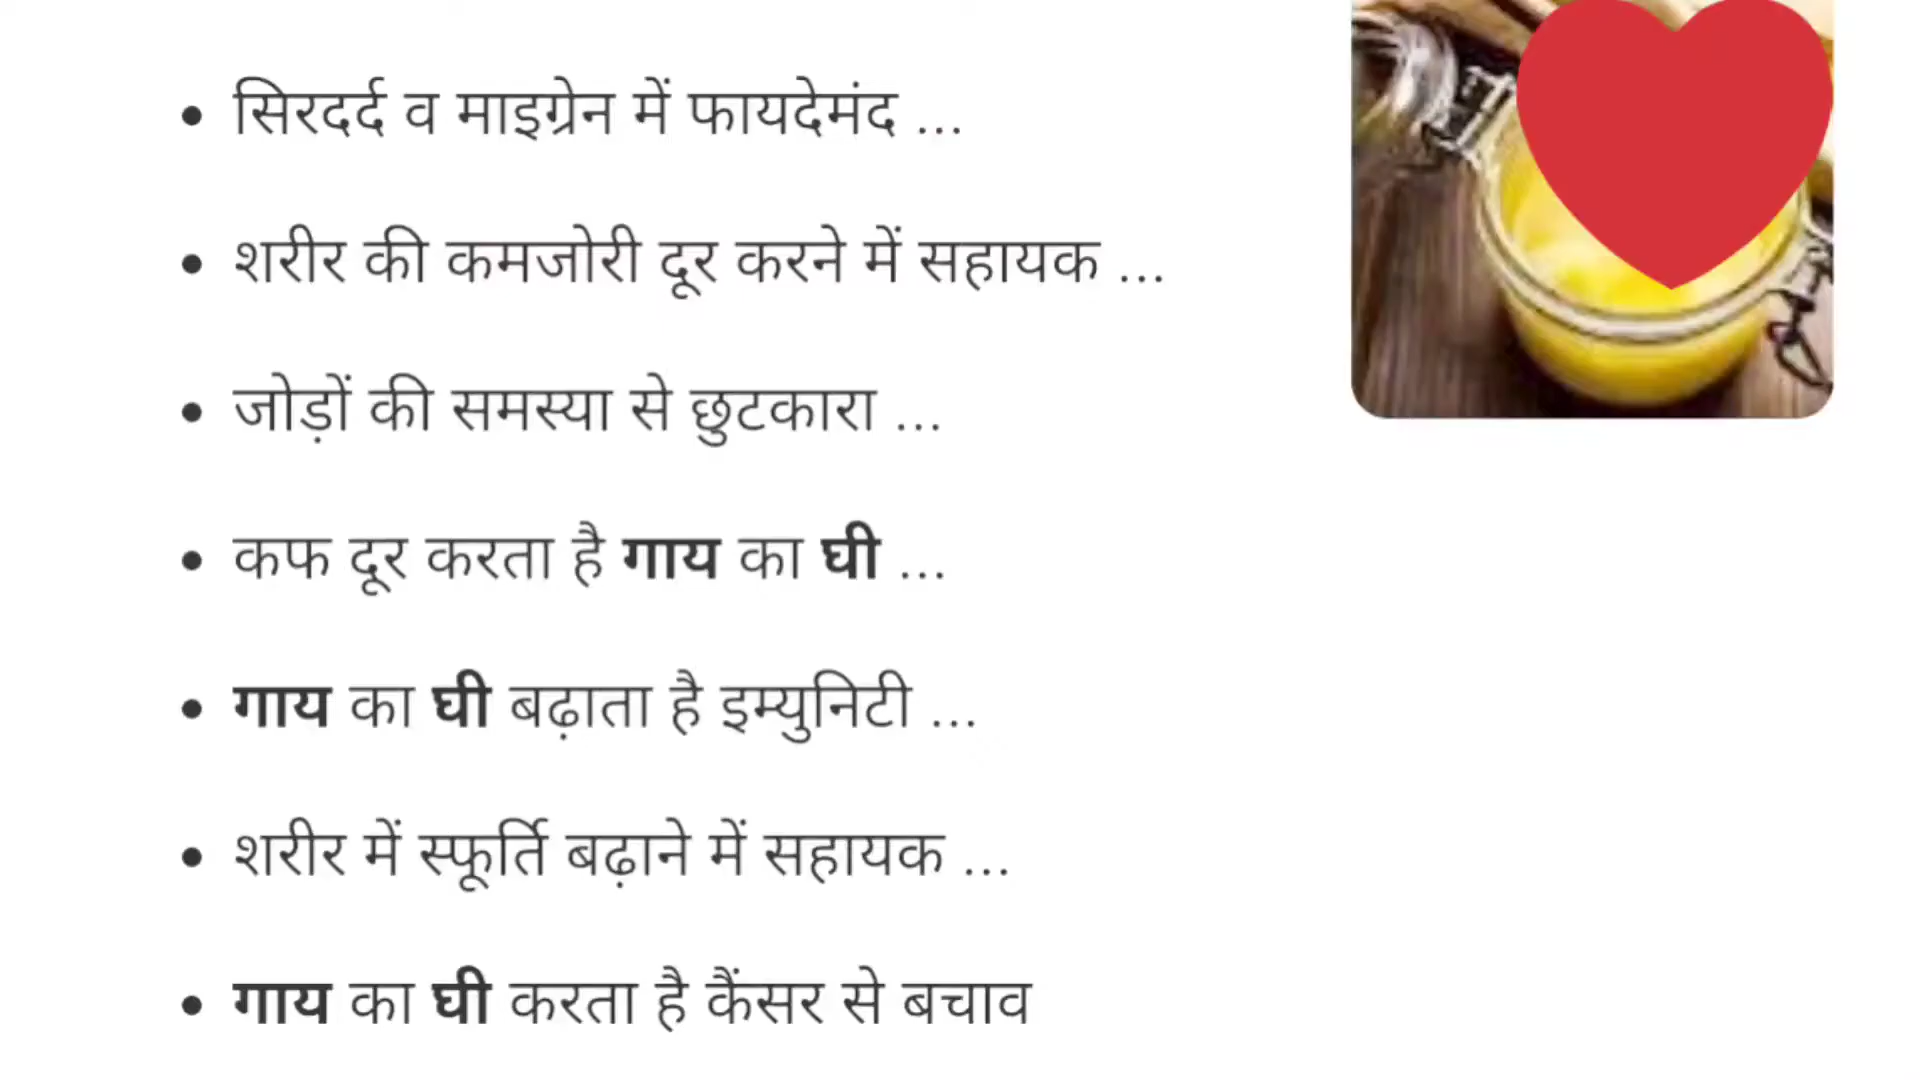 • सिरदर्द व माइग्रेन में फायदेमंद ...
• शरीर की कमजोरी दूर करने में सहायक ...
• जोड़ों की समस्या से छुटकारा ...
• कफ दूर करता है गाय का घी ...
• गाय का घी बढ़ाता है इम्युनिटी ...
• शरीर में स्फूर्ति बढ़ाने में सहायक ...
• गाय का घी करता है कैंसर से बचाव